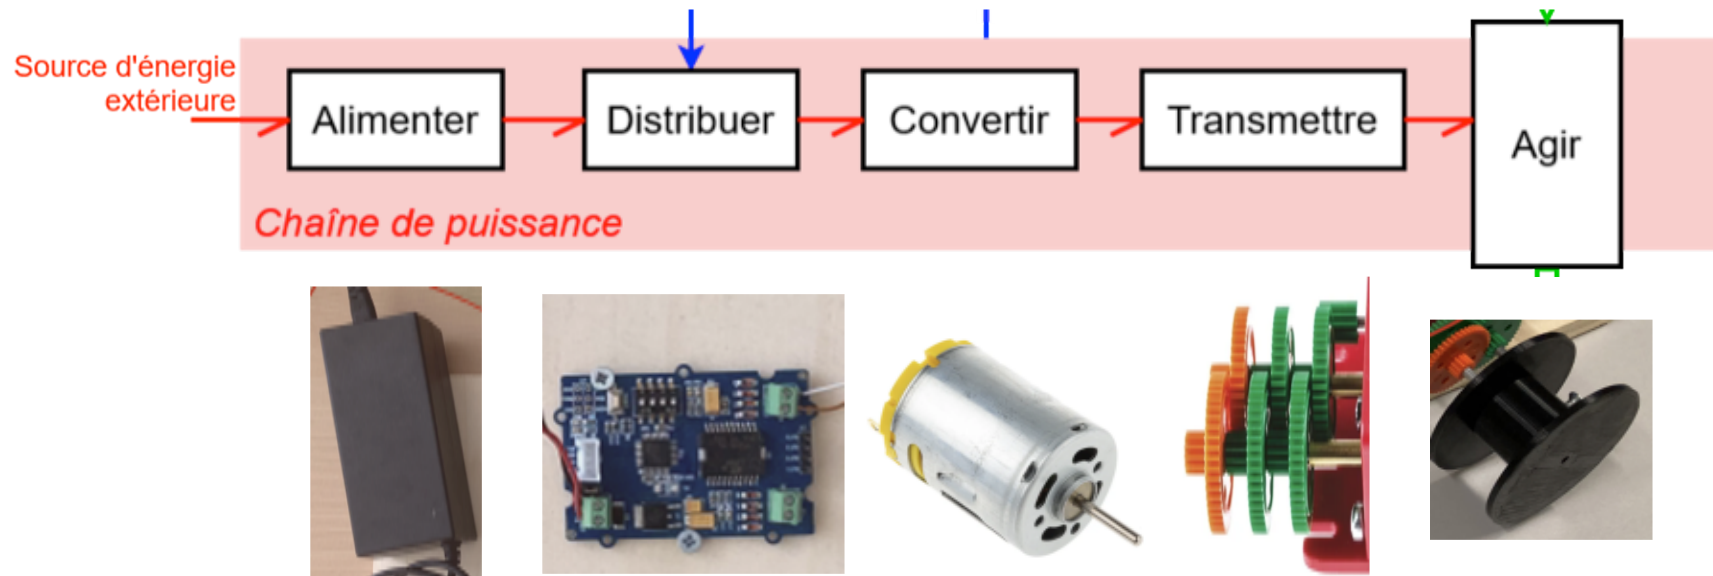 Source d'énergie
extérieure
Alimenter
Distribuer
Convertir
Transmettre
Agir
Chaîne de puissance